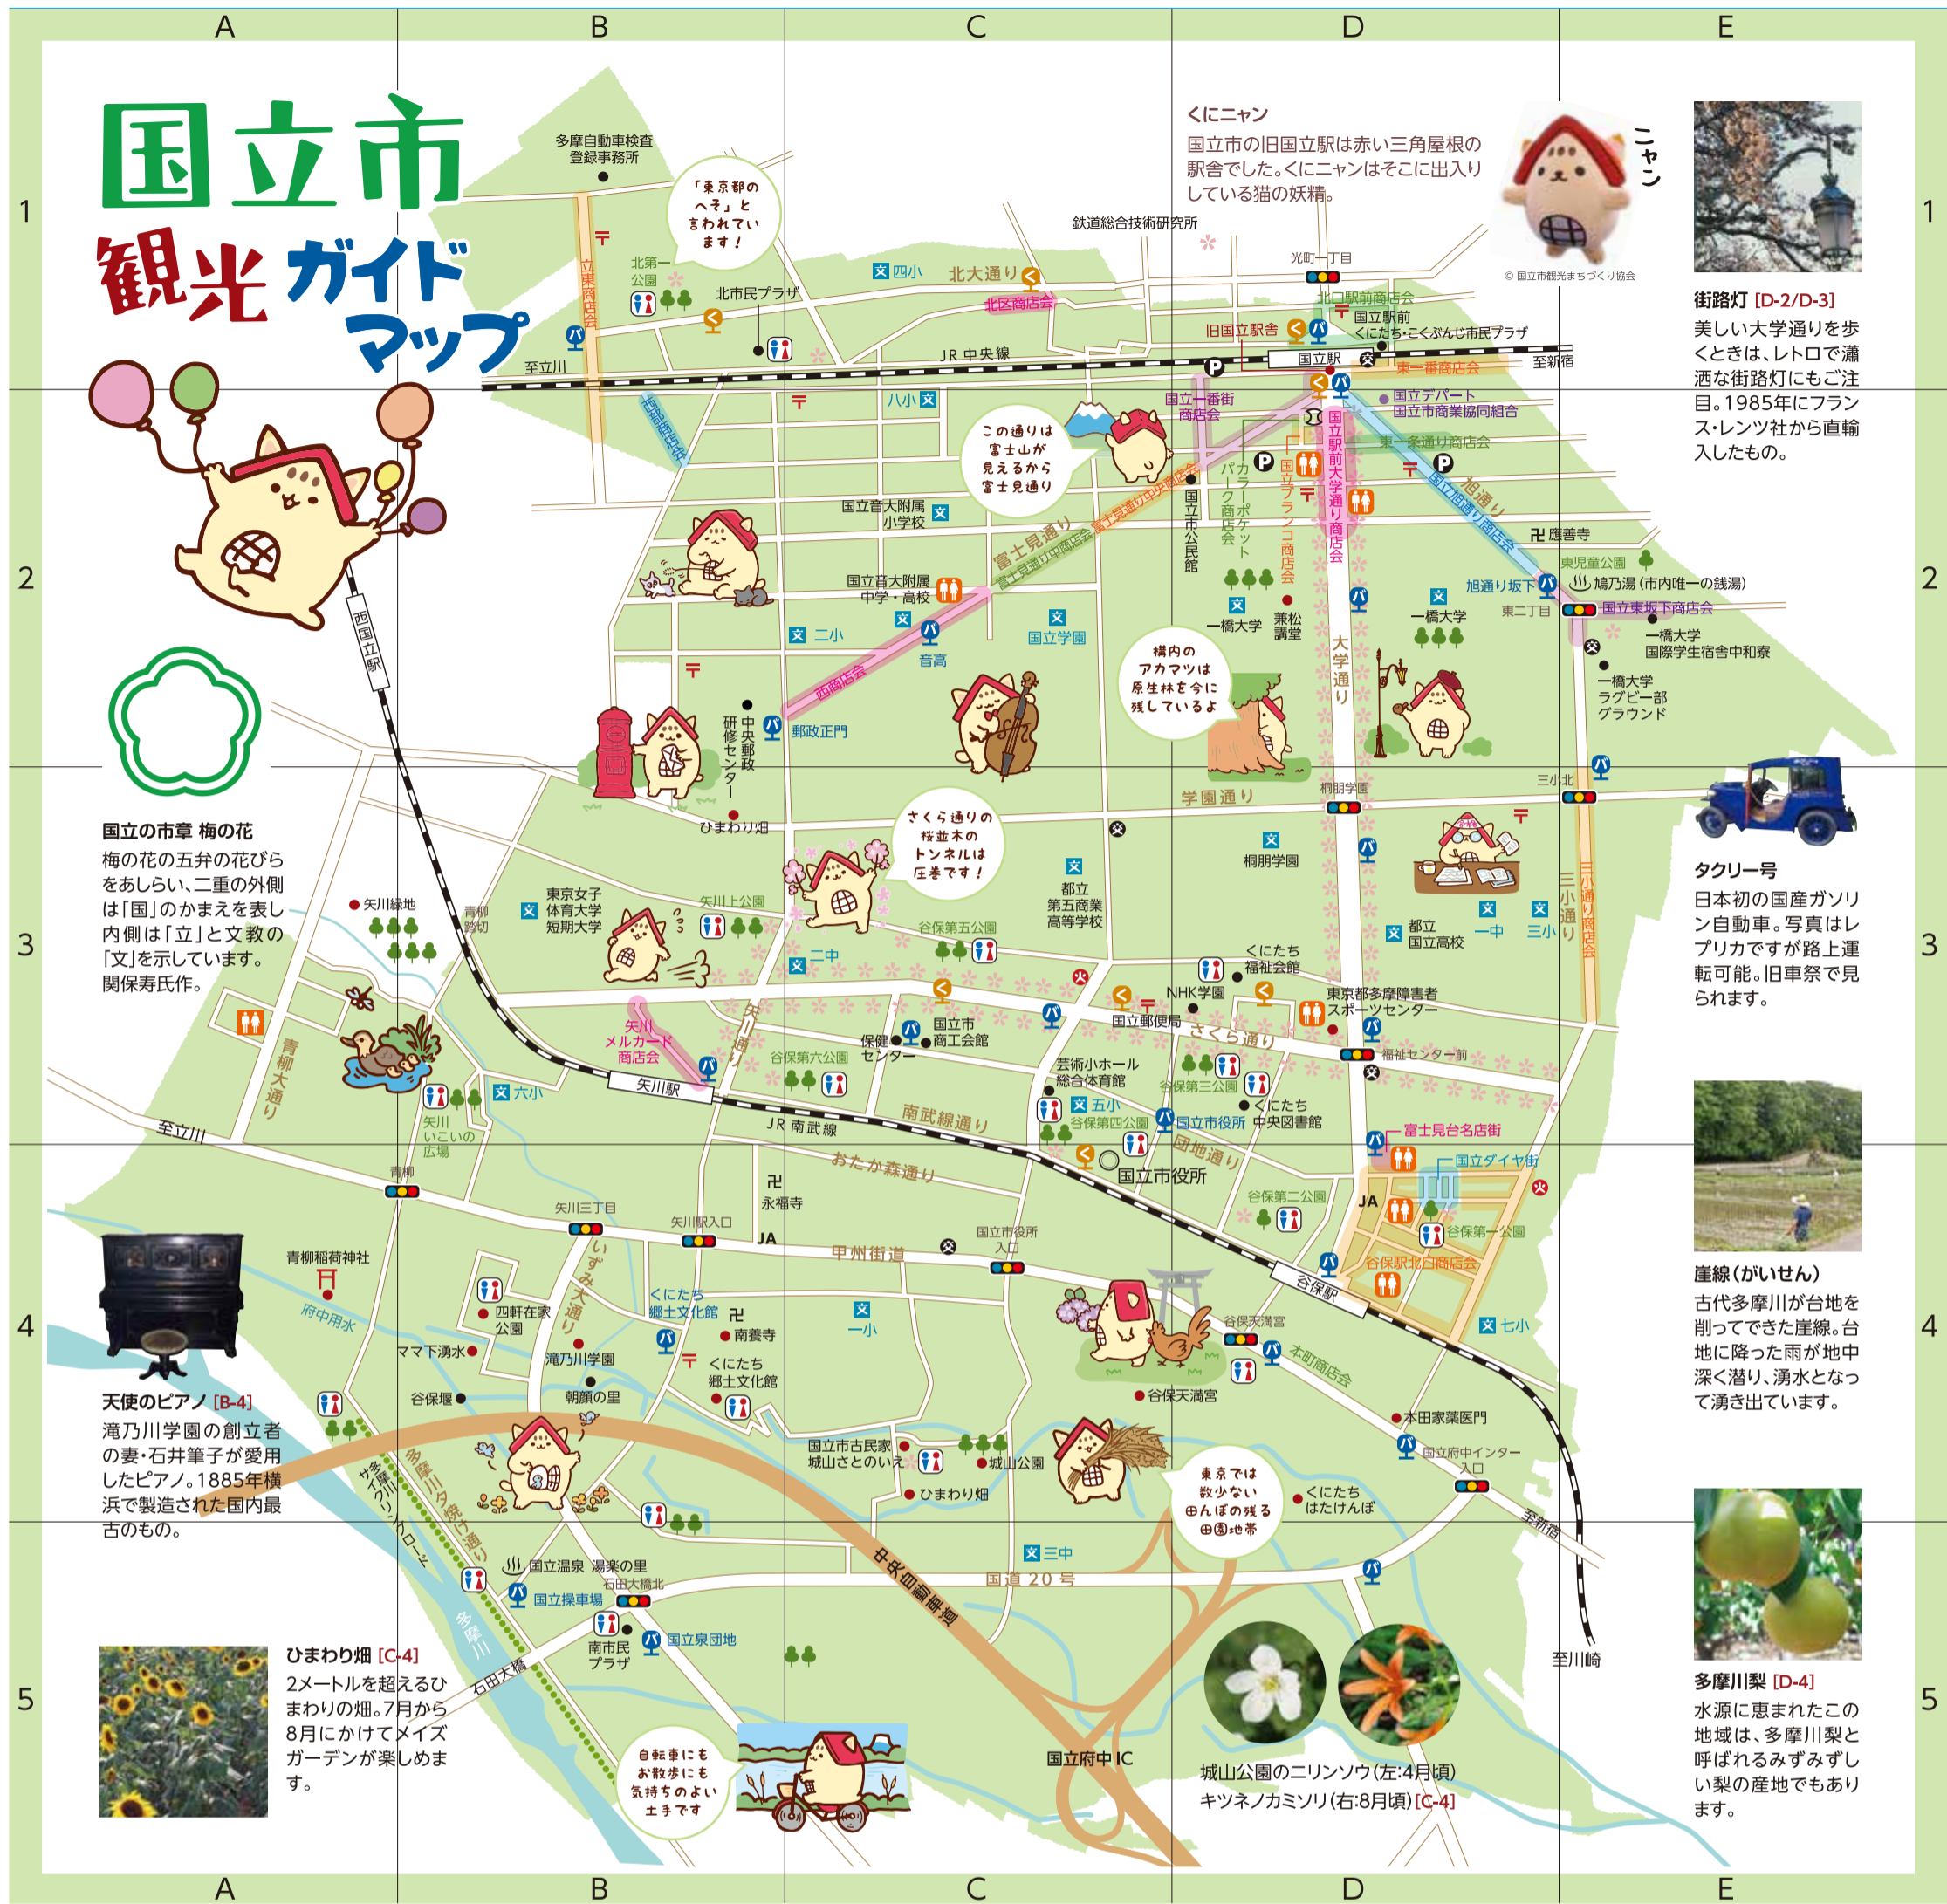 A
B
C
D
E
1
2
3
4
5
国立市
観光ガイド
マップ
多摩自動車検査
登録事務所
「東京都の
へそ」と
言われてい
ます!
立東商店会
北第一
公園
北市民プラザ
文 四小
北大通り
北区商店会
鉄道総合技術研究所
くにニャン
国立市の旧国立駅は赤い三角屋根の
駅舎でした。くにニャンはそこに出入り
している猫の妖精。
ニャン
© 国立市観光まちづくり協会
光町一丁目
北口駅前商店会
国立駅前
くにたち・こくぶんじ市民プラザ
旧国立駅舎
国立駅
JR 中央線
至立川
至新宿
東一番商店会
街路灯 [D-2/D-3]
美しい大学通りを歩
くときは、レトロで瀟
洒な街路灯にもご注
目。1985年にフラン
ス・レンツ社から直輸
入したもの。
西部商店会
八小 文
国立一番街
商店会
国立デパート
国立市商業協同組合
東一条通り商店会
この通りは
富士山が
見えるから
富士見通り
国立音大附属
小学校
富士見通り
富士見通り中央商店会
富士見通り中商店会
国立市公民館
カラーポケット
パーク商店会
国立ブランコ商店会
国立駅前大学通り商店会
旭通り
国立旭通り商店会
卍 應善寺
東児童公園
鳩乃湯(市内唯一の銭湯)
旭通り坂下
東二丁目
国立東坂下商店会
一橋大学
国際学生宿舎中和寮
一橋大学
ラグビー部
グラウンド
国立音大附属
中学・高校
文 二小
音高
西商店会
国立学園
一橋大学
兼松
講堂
一橋大学
大学通り
構内の
アカマツは
原生林を今に
残しているよ
西国立駅
中央郵政
研修センター
郵政正門
ひまわり畑
学園通り
桐朋学園
三小北
国立の市章 梅の花
梅の花の五弁の花びら
をあしらい、二重の外側
は「国」のかまえを表し
内側は「立」と文教の
「文」を示しています。
関保寿氏作。
さくら通りの
桜並木の
トンネルは
圧巻です!
桐朋学園
タクリー号
日本初の国産ガソリ
ン自動車。写真はレ
プリカですが路上運
転可能。旧車祭で見
られます。
矢川緑地
青柳
踏切
東京女子
体育大学
短期大学
矢川上公園
二中
谷保第五公園
都立
第五商業
高等学校
都立
国立高校
一中
三小
三小通り
三小通り商店会
くにたち
福祉会館
NHK学園
国立郵便局
さくら通り
東京都多摩障害者
スポーツセンター
福祉センター前
矢川
メルカード
商店会
矢川通り
保健
センター
国立市
商工会館
谷保第六公園
芸術小ホール
総合体育館
谷保第三公園
くにたち
中央図書館
青柳大通り
文 六小
矢川
いこいの
広場
矢川駅
JR 南武線
南武線通り
文 五小
谷保第四公園
国立市役所
団地通り
富士見台名店街
国立ダイヤ街
至立川
青柳
おたか森通り
国立市役所
卍
永福寺
矢川三丁目
矢川駅入口
JA
甲州街道
国立市役所
入口
谷保第二公園
JA
谷保第一公園
谷保駅北口商店会
谷保駅
崖線(がいせん)
古代多摩川が台地を
削ってできた崖線。台
地に降った雨が地中
深く潜り、湧水となっ
て湧き出ています。
青柳稲荷神社
府中用水
四軒在家
公園
いずみ大通り
くにたち
郷土文化館
卍
南養寺
一小
谷保天満宮
本町商店会
文 七小
ママ下湧水
滝乃川学園
くにたち
郷土文化館
谷保堰
朝顔の里
谷保天満宮
本田家薬医門
天使のピアノ [B-4]
滝乃川学園の創立者
の妻・石井筆子が愛用
したピアノ。1885年横
浜で製造された国内最
古のもの。
多摩川
サイクリングロード
多摩川夕焼け通り
国立市古民家
城山さとのいえ
城山公園
ひまわり畑
国立府中インター
入口
東京では
数少ない
田んぼの残る
田園地帯
くにたち
はたけんぼ
至新宿
国立温泉 湯楽の里
石田大橋北
国立操車場
中央自動車道
文 三中
国道 20 号
多摩川
石田大橋
南市民
プラザ
国立泉団地
至川崎
ひまわり畑 [C-4]
2メートルを超えるひ
まわりの畑。7月から
8月にかけてメイズ
ガーデンが楽しめま
す。
自転車にも
お散歩にも
気持ちのよい
土手です
国立府中 IC
城山公園のニリンソウ(左:4月頃)
キツネノカミソリ(右:8月頃)[C-4]
多摩川梨 [D-4]
水源に恵まれたこの
地域は、多摩川梨と
呼ばれるみずみずし
い梨の産地でもあり
ます。
A
B
C
D
E